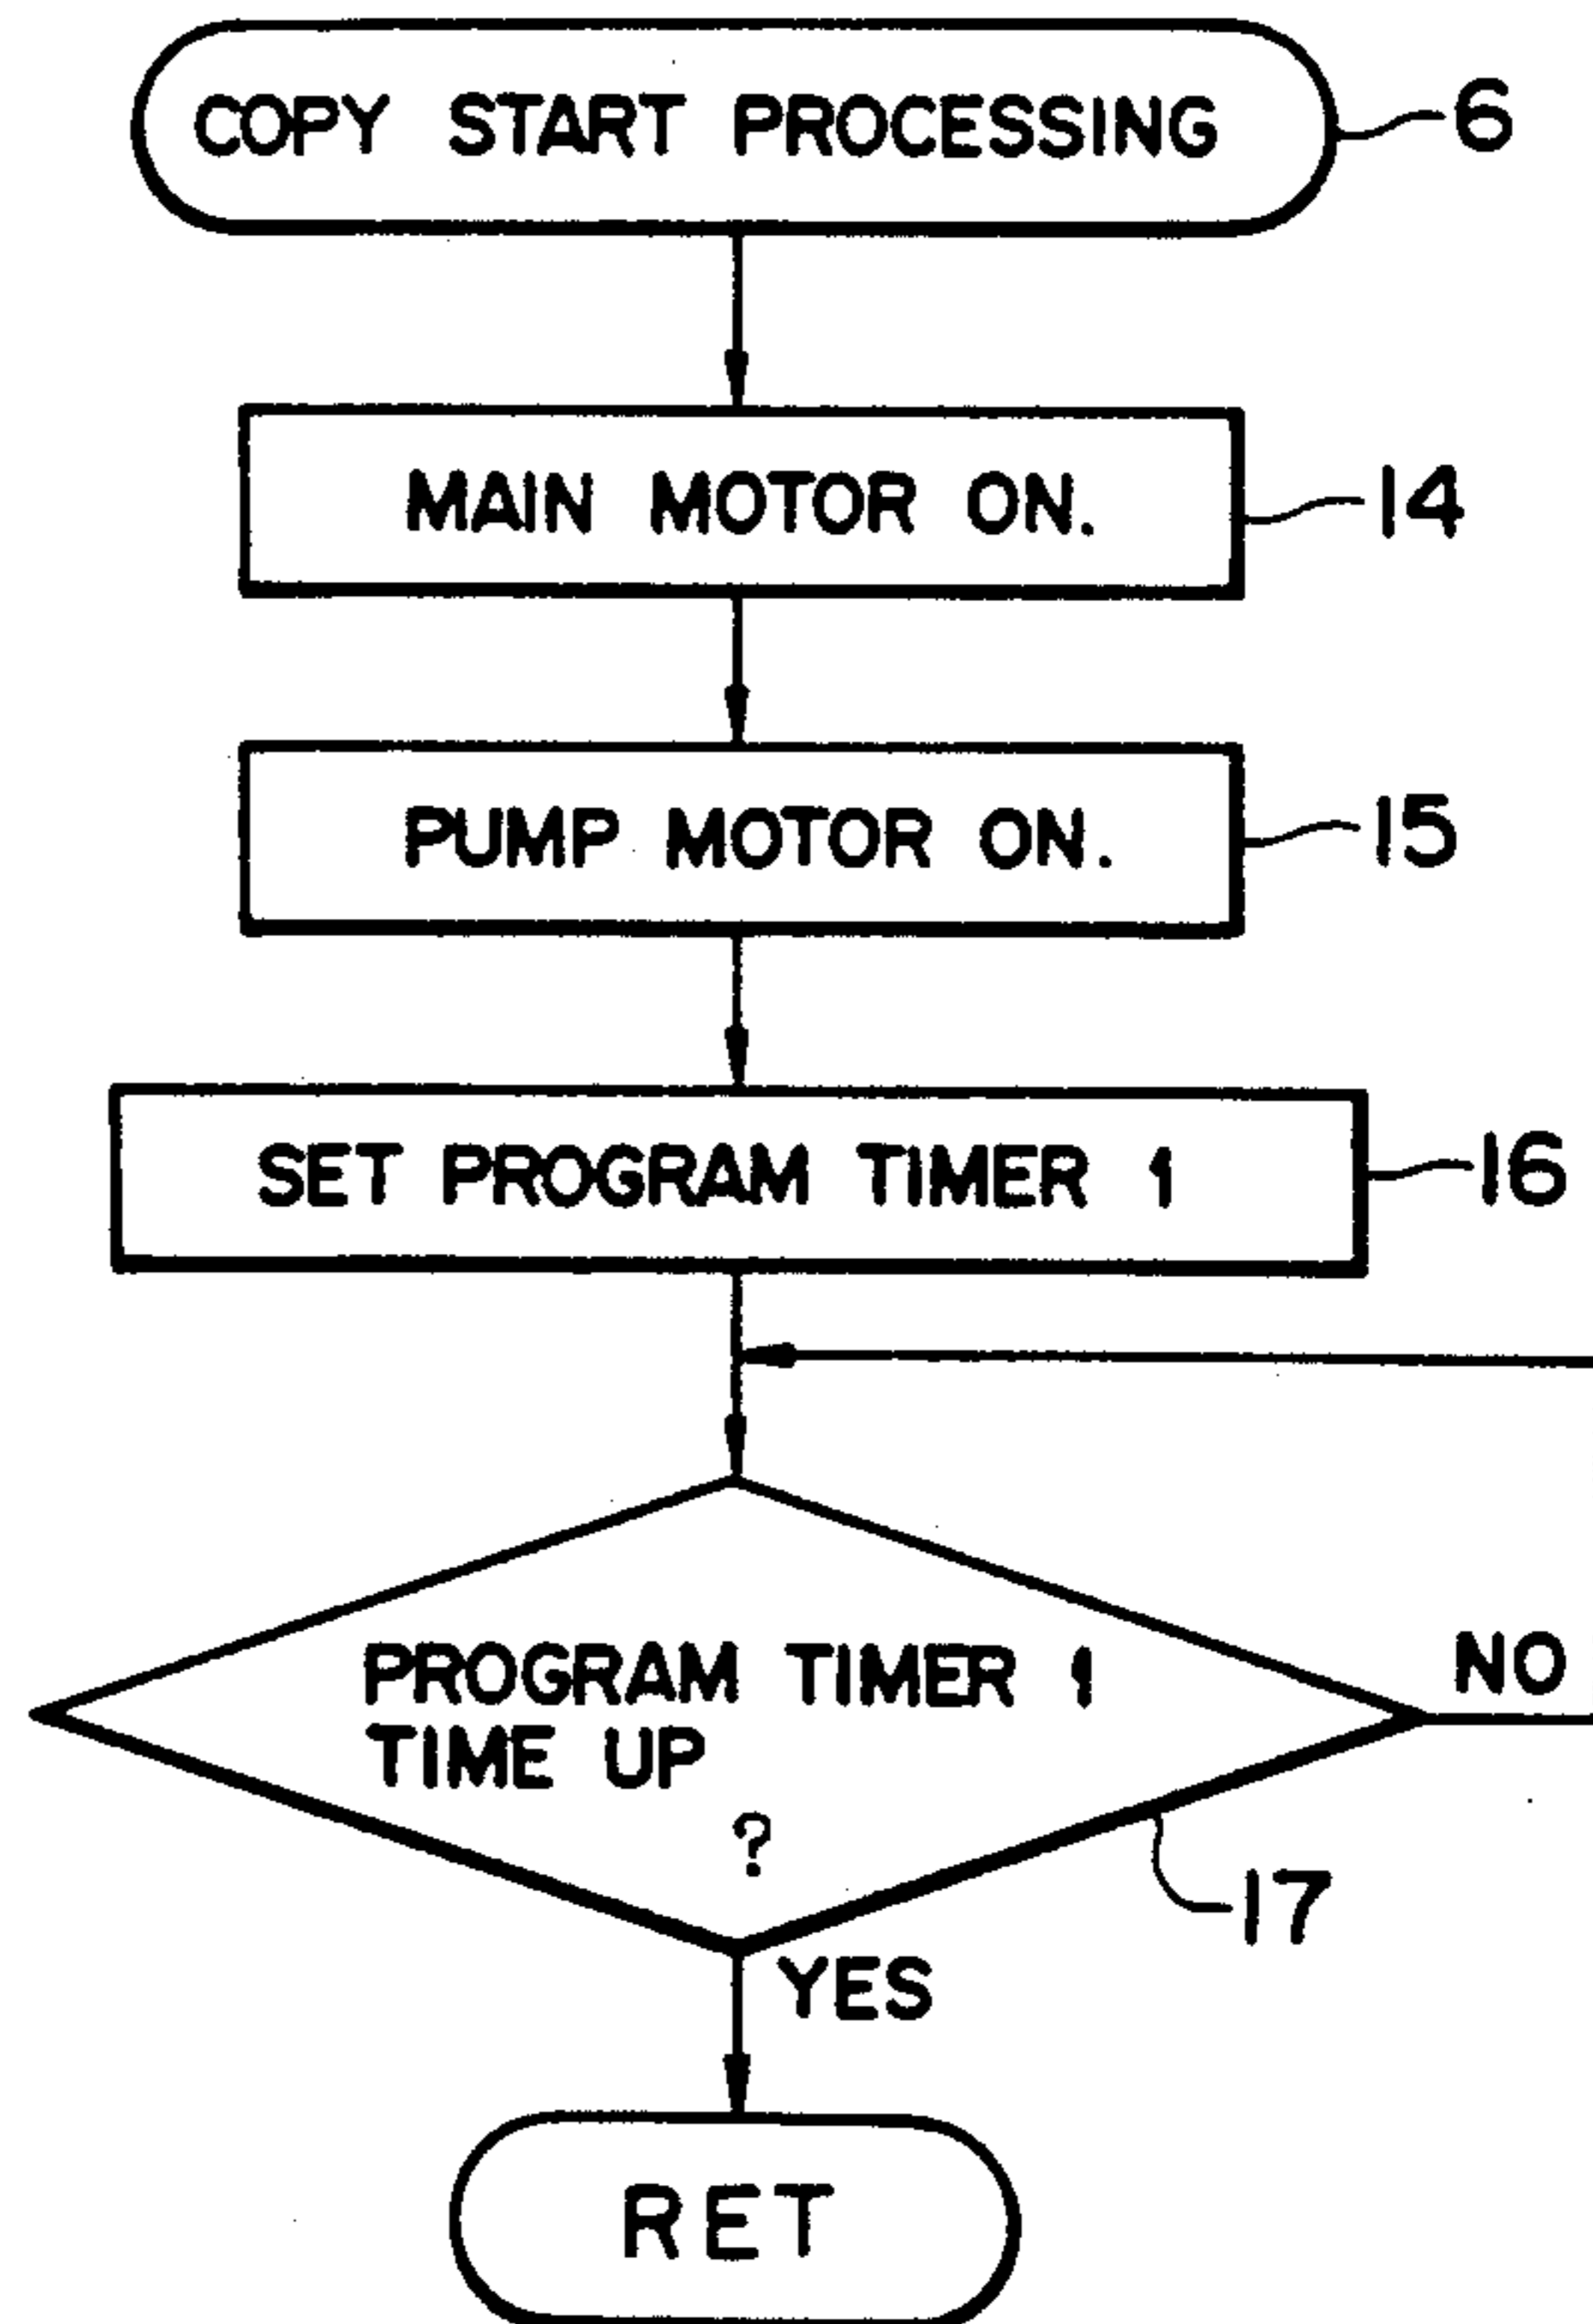 COPY START PROCESSING
6
MAIN MOTOR ON.
14
PUMP MOTOR ON.
15
SET PROGRAM TIMER 1
16
PROGRAM TIMER 1
TIME UP
?
NO
17
YES
RET